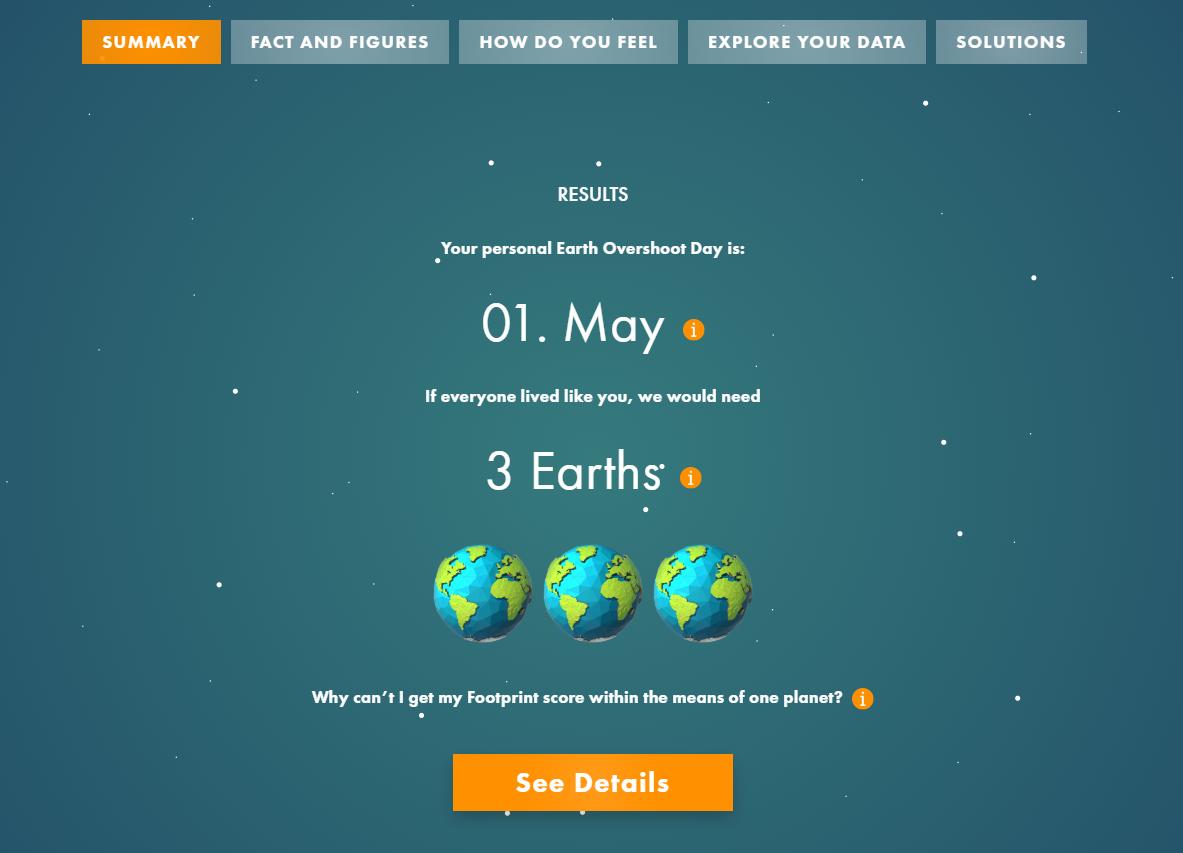 SUMMARY
FACT AND FIGURES
HOW DO YOU FEEL
EXPLORE YOUR DATA
SOLUTIONS
RESULTS
Your personal Earth Overshoot Day is:
01. May i
If everyone lived like you, we would need
3 Earths i
Why can’t I get my Footprint score within the means of one planet? i
See Details